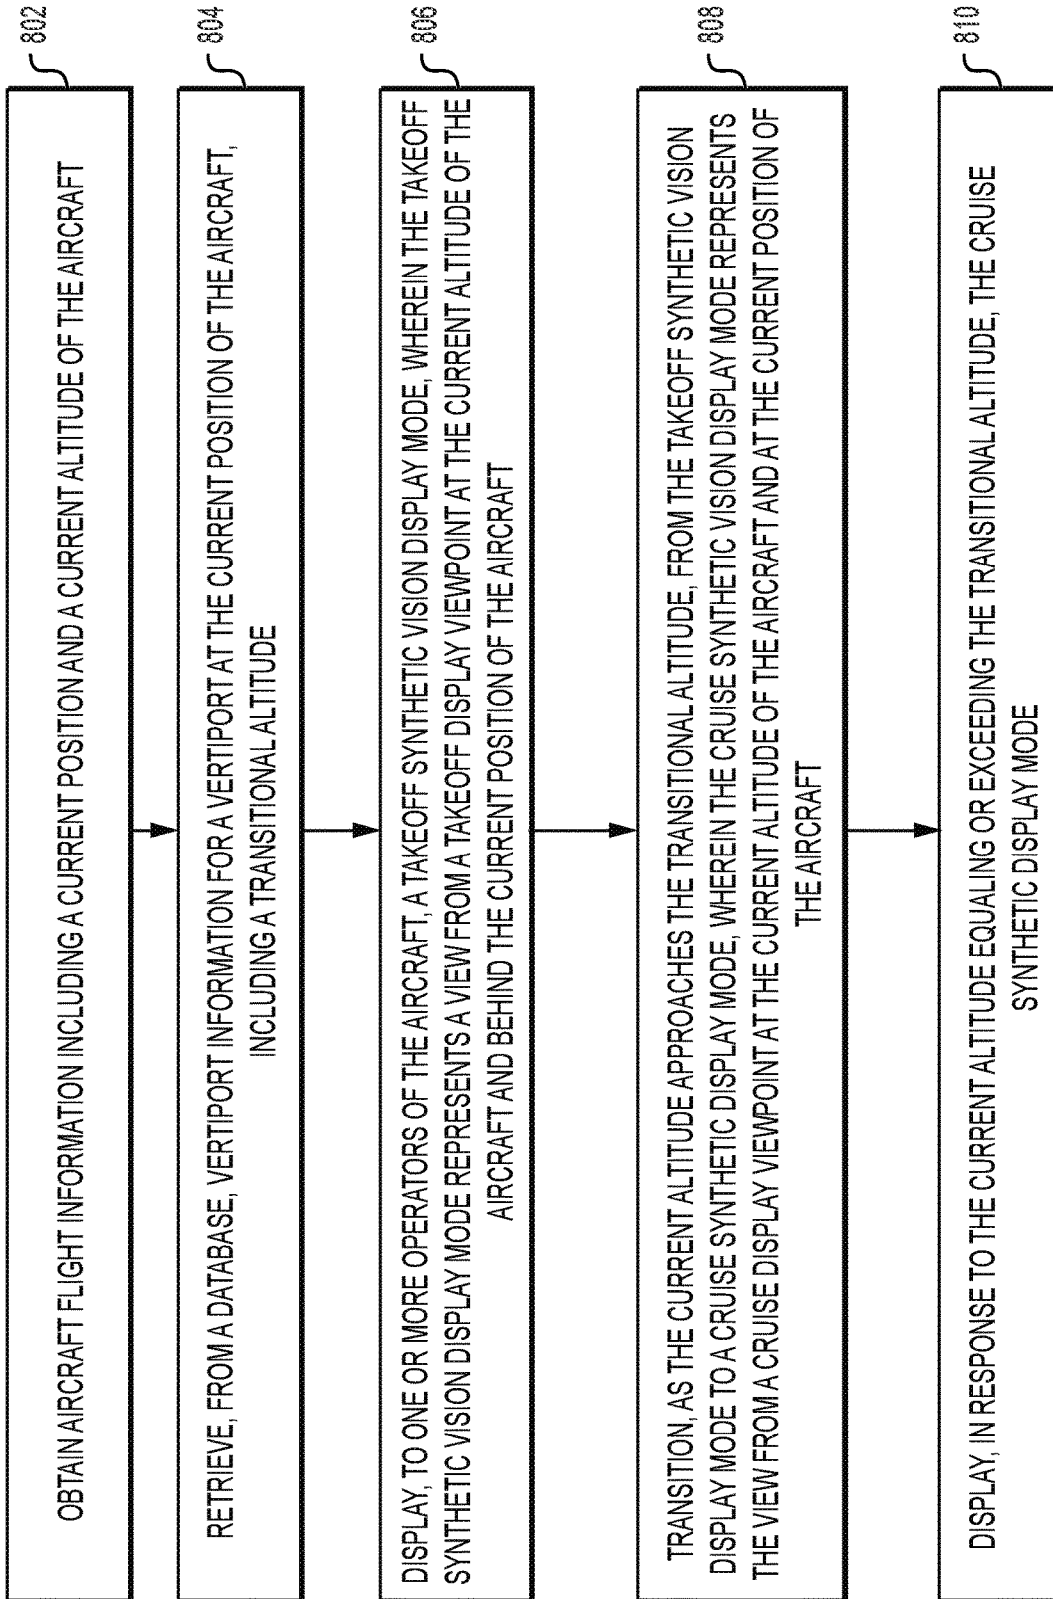 802
OBTAIN AIRCRAFT FLIGHT INFORMATION INCLUDING A CURRENT POSITION AND A CURRENT ALTITUDE OF THE AIRCRAFT
804
RETRIEVE, FROM A DATABASE, VERTIPORT INFORMATION FOR A VERTIPORT AT THE CURRENT POSITION OF THE AIRCRAFT,
INCLUDING A TRANSITIONAL ALTITUDE
806
DISPLAY, TO ONE OR MORE OPERATORS OF THE AIRCRAFT, A TAKEOFF SYNTHETIC VISION DISPLAY MODE, WHEREIN THE TAKEOFF
SYNTHETIC VISION DISPLAY MODE REPRESENTS A VIEW FROM A TAKEOFF DISPLAY VIEWPOINT AT THE CURRENT ALTITUDE OF THE
AIRCRAFT AND BEHIND THE CURRENT POSITION OF THE AIRCRAFT
808
TRANSITION, AS THE CURRENT ALTITUDE APPROACHES THE TRANSITIONAL ALTITUDE, FROM THE TAKEOFF SYNTHETIC VISION
DISPLAY MODE TO A CRUISE SYNTHETIC DISPLAY MODE, WHEREIN THE CRUISE SYNTHETIC VISION DISPLAY MODE REPRESENTS
THE VIEW FROM A CRUISE DISPLAY VIEWPOINT AT THE CURRENT ALTITUDE OF THE AIRCRAFT AND AT THE CURRENT POSITION OF
THE AIRCRAFT
810
DISPLAY, IN RESPONSE TO THE CURRENT ALTITUDE EQUALING OR EXCEEDING THE TRANSITIONAL ALTITUDE, THE CRUISE
SYNTHETIC DISPLAY MODE